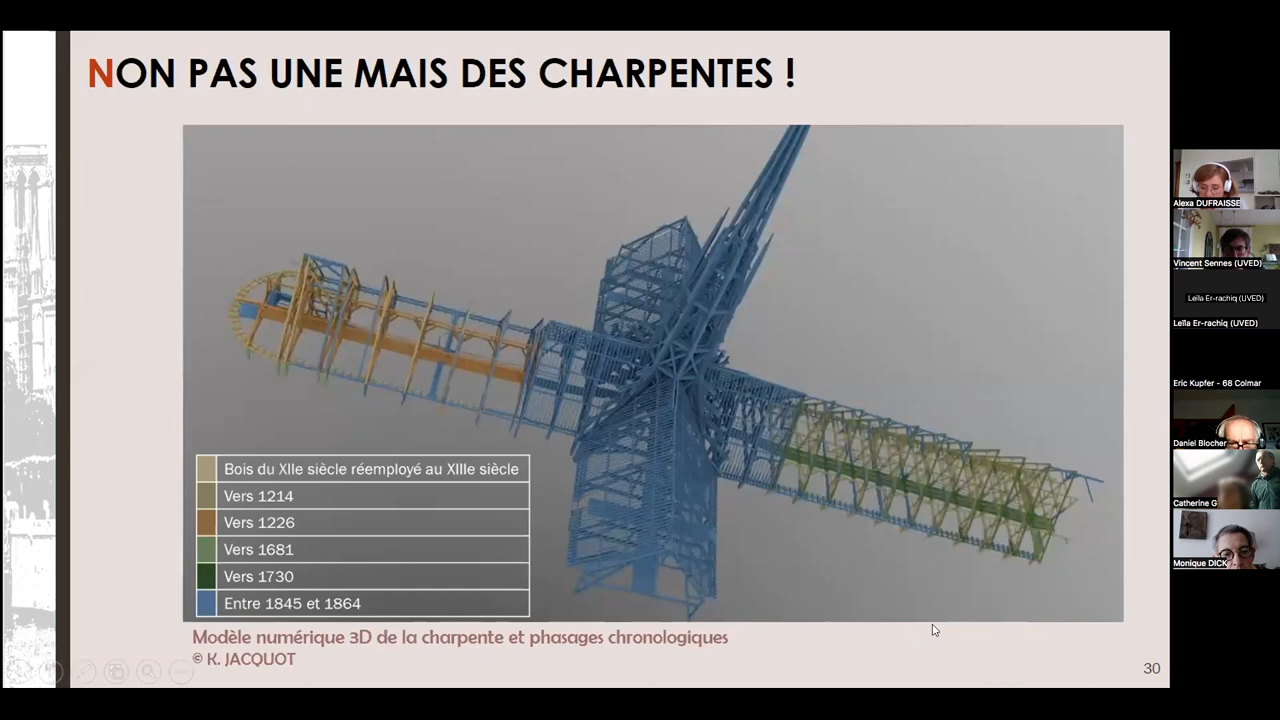 NON PAS UNE MAIS DES CHARPENTES !
Bois du XIIe siècle réemployé au XIIIe siècle
Vers 1214
Vers 1226
Vers 1681
Vers 1730
Entre 1845 et 1864
Modèle numérique 3D de la charpente et phasages chronologiques
© K. JACQUOT
30
Alexa DUFRAISSE
Vincent Sennes (UVED)
Leïla Er-rachiq (UVED)
Leïla Er-rachiq (UVED)
Eric Kupfer - 68 Colmar
Daniel Blocher
Catherine G
Monique DICK